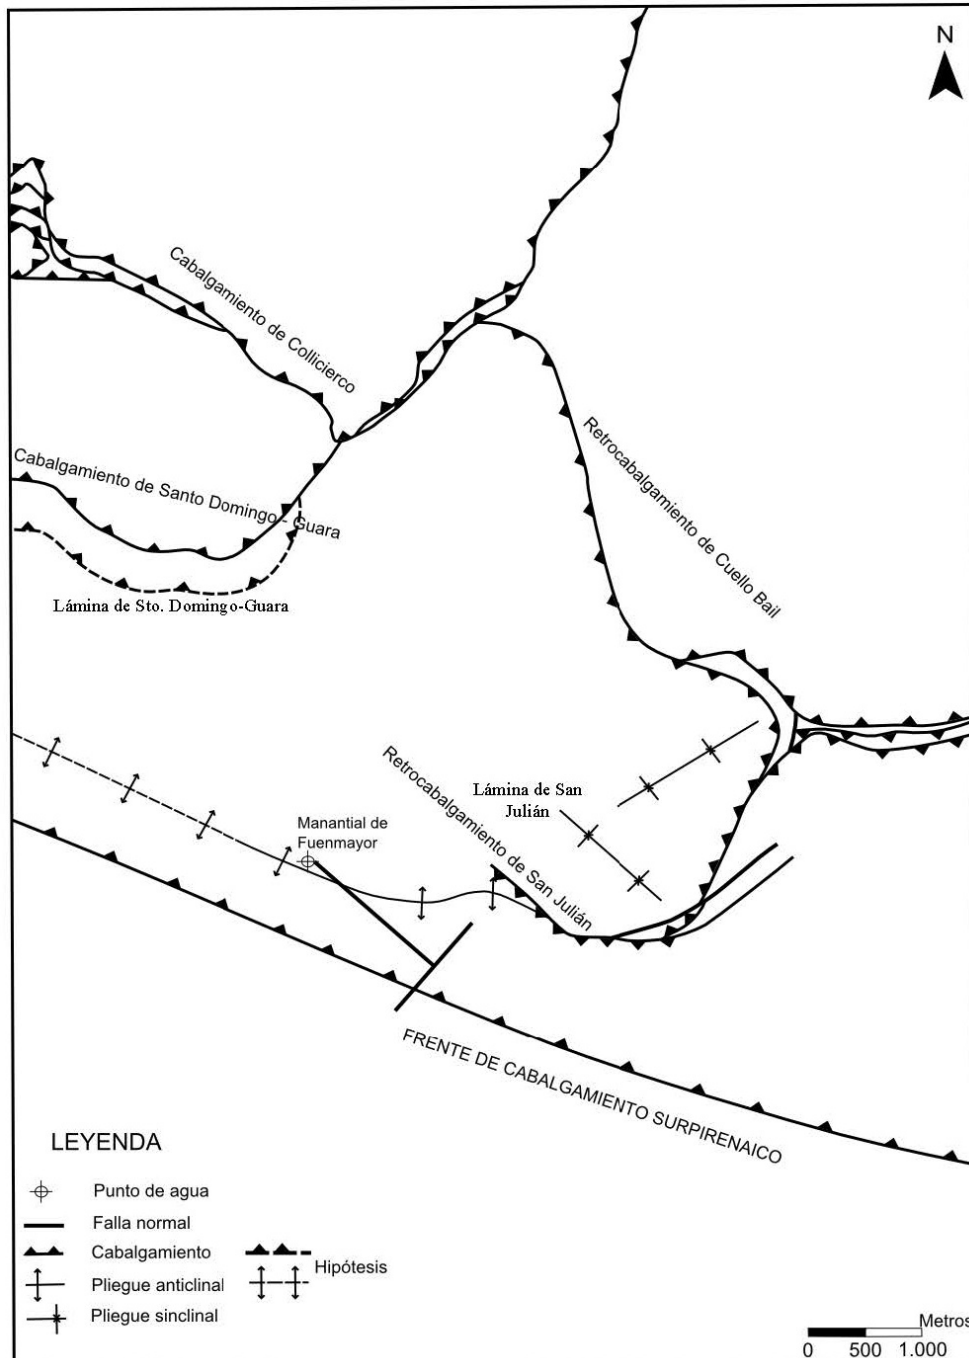 N
Cabalgamiento de Collicierco
Retrocabalgamiento de Cuello Bail
Cabalgamiento de Santo Domingo - Guara
Lámina de Sto. Domingo-Guara
Retrocabalgamiento de San Julián
Lámina de San
Julián
Manantial de
Fuenmayor
FRENTE DE CABALGAMIENTO SURPIRENAICO
LEYENDA
Punto de agua
Falla normal
Cabalgamiento
Hipótesis
Pliegue anticlinal
Pliegue sinclinal
Metros
0 500 1.000